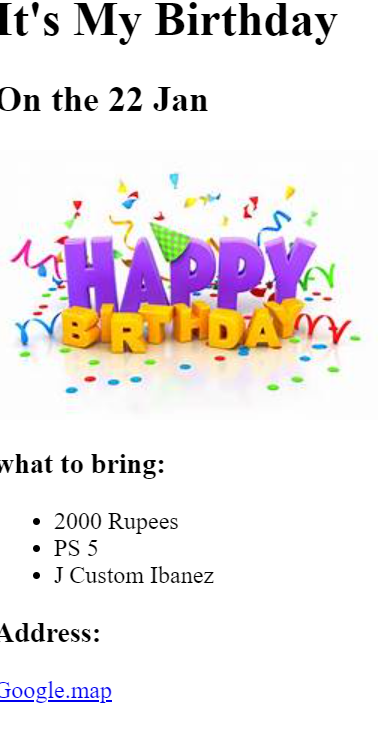 It's My Birthday
On the 22 Jan
HAPPY
BIRTHDAY
what to bring:
2000 Rupees
PS 5
J Custom Ibanez
Address:
Google.map